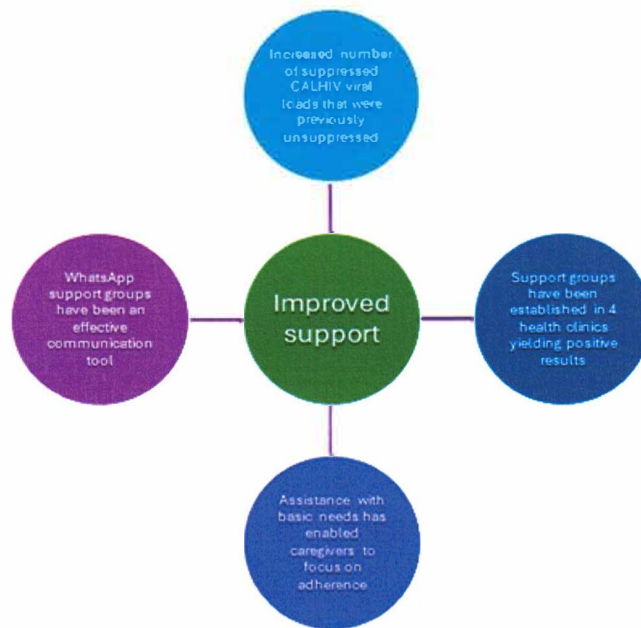 Increased number
of suppressed
CALHIV viral
loads that were
previously
unsuppressed
WhatsApp
support groups
have been an
effective
communication
tool
Improved
support
Support groups
have been
established in 4
health clinics
yielding positive
results
Assistance with
basic needs has
enabled
caregivers to
focus on
adherence